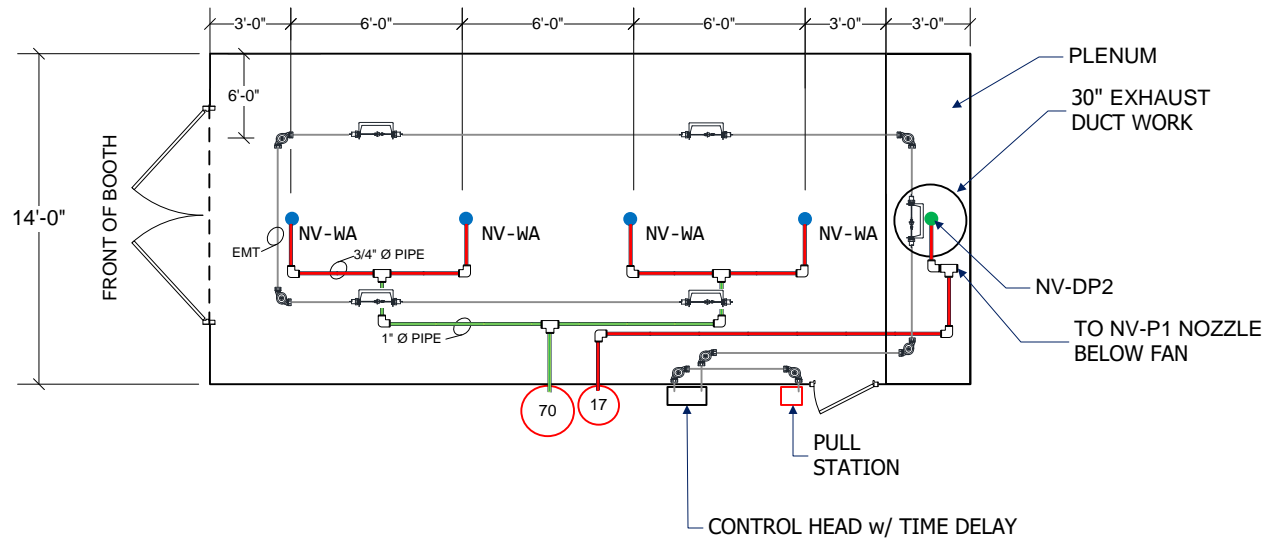 3'-0"
6'-0"
6'-0"
6'-0"
3'-0"
3'-0"
PLENUM
30" EXHAUST
DUCT WORK
6'-0"
FRONT OF BOOTH
14'-0"
NV-WA
NV-WA
NV-WA
NV-WA
EMT
3/4" Ø PIPE
NV-DP2
TO NV-P1 NOZZLE
BELOW FAN
1" Ø PIPE
70
17
PULL
STATION
CONTROL HEAD w/ TIME DELAY